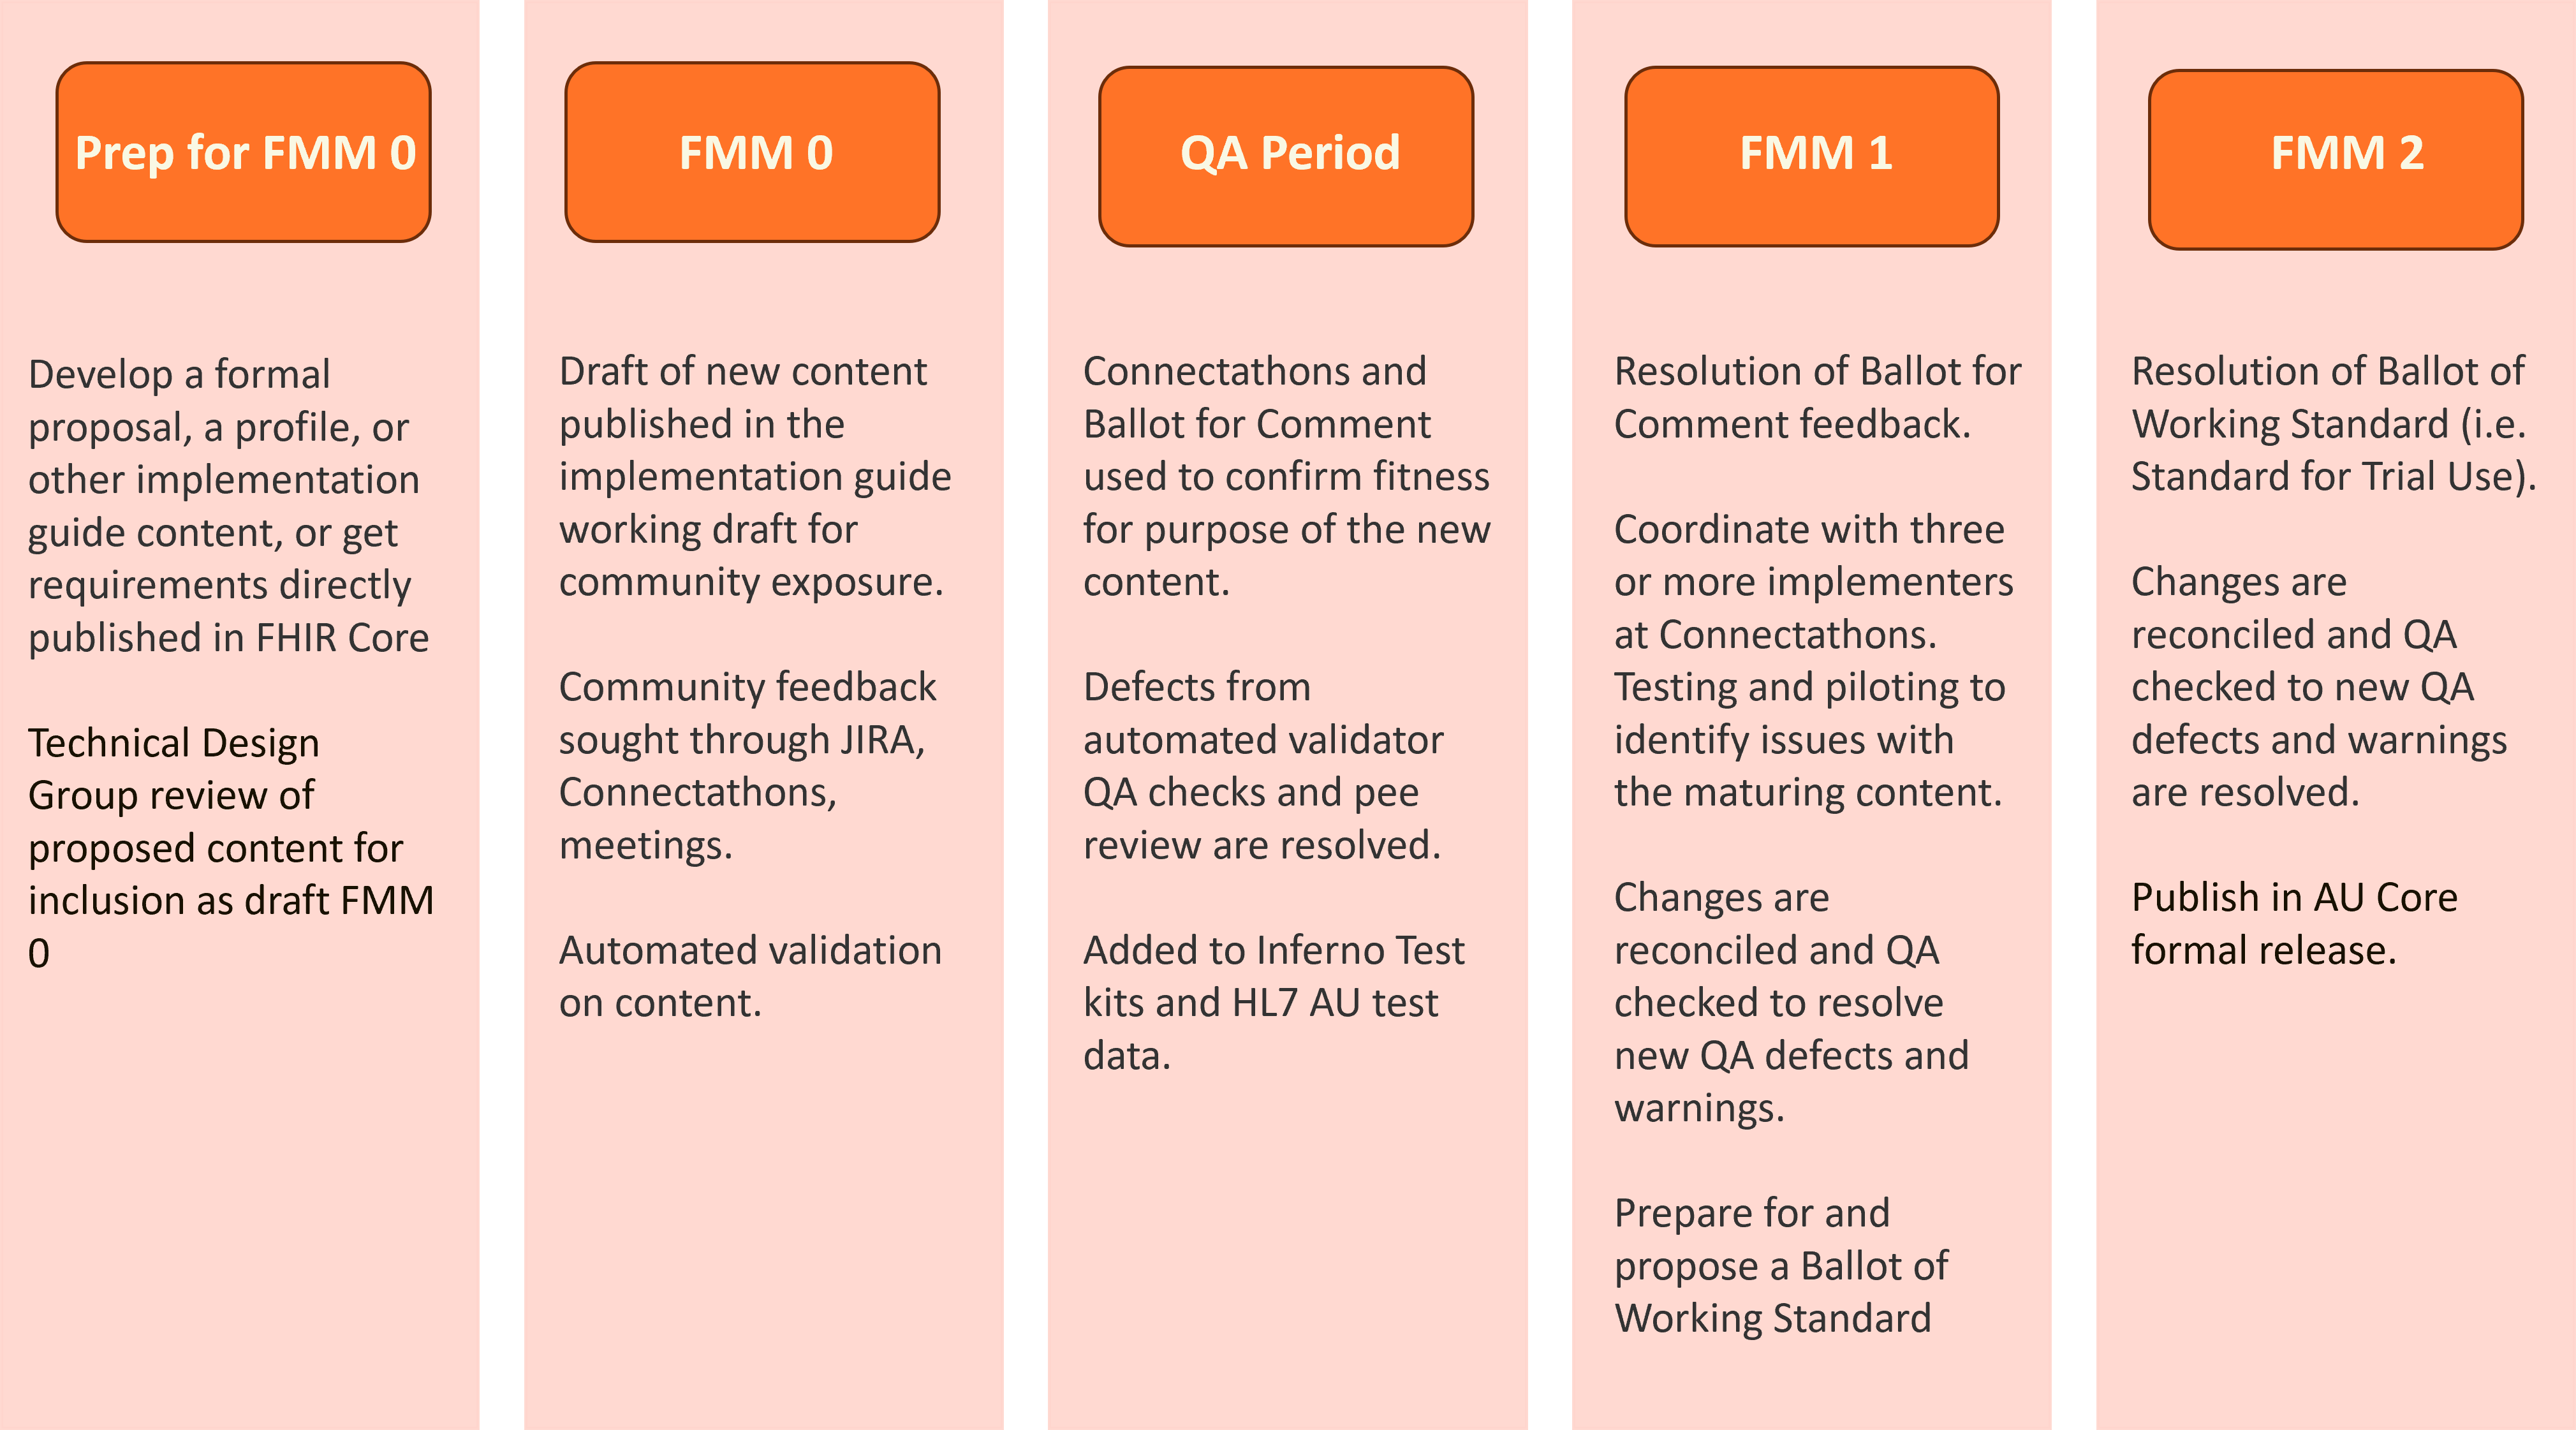 Prep for FMM 0
Develop a formal
proposal, a profile, or
other implementation
guide content, or get
requirements directly
published in FHIR Core
Technical Design
Group review of
proposed content for
inclusion as draft FMM
0
FMM 0
Draft of new content
published in the
implementation guide
working draft for
community exposure.
Community feedback
sought through JIRA,
Connectathons,
meetings.
Automated validation
on content.
QA Period
Connectathons and
Ballot for Comment
used to confirm fitness
for purpose of the new
content.
Defects from
automated validator
QA checks and pee
review are resolved.
Added to Inferno Test
kits and HL7 AU test
data.
FMM 1
Resolution of Ballot for
Comment feedback.
Coordinate with three
or more implementers
at Connectathons.
Testing and piloting to
identify issues with
the maturing content.
Changes are
reconciled and QA
checked to resolve
new QA defects and
warnings.
Prepare for and
propose a Ballot of
Working Standard
FMM 2
Resolution of Ballot of
Working Standard (i.e.
Standard for Trial Use).
Changes are
reconciled and QA
checked to new QA
defects and warnings
are resolved.
Publish in AU Core
formal release.